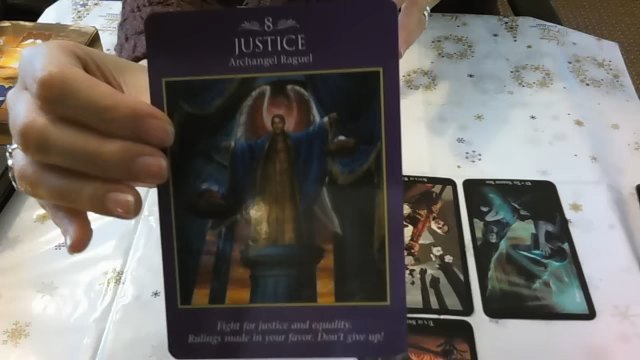 8
JUSTICE
Archangel Raguel
Fight for justice and equality.
Rulings made in your favor. Don't give up!